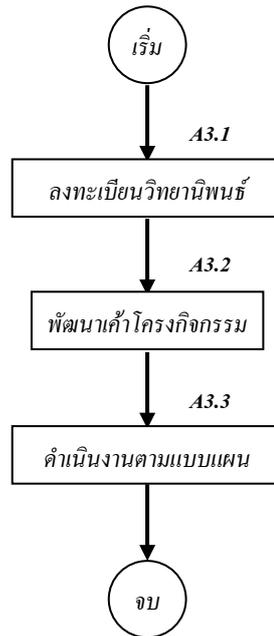 เริ่ม
A3.1
ลงทะเบียนวิทยานิพนธ์
A3.2
พัฒนาเค้าโครงกิจกรรม
A3.3
ดำเนินงานตามแบบแผน
จบ